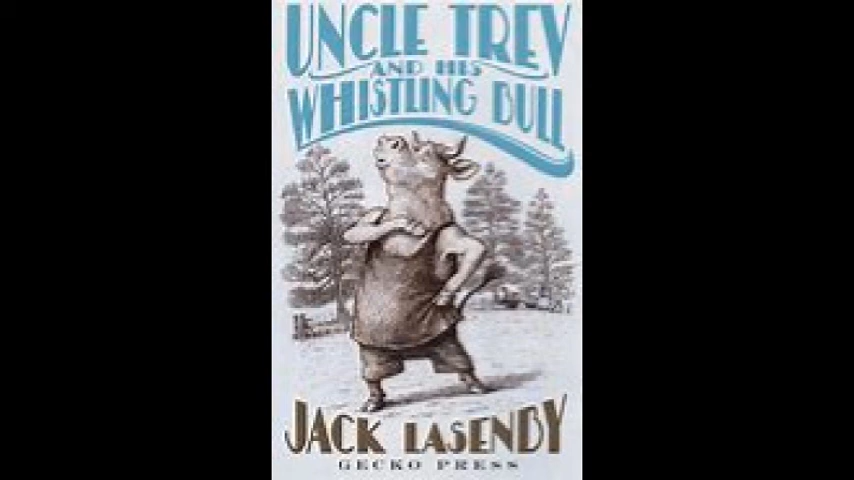 UNCLE TREV
AND HIS
WHISTLING BULL
JACK LASENBY
GECKO PRESS